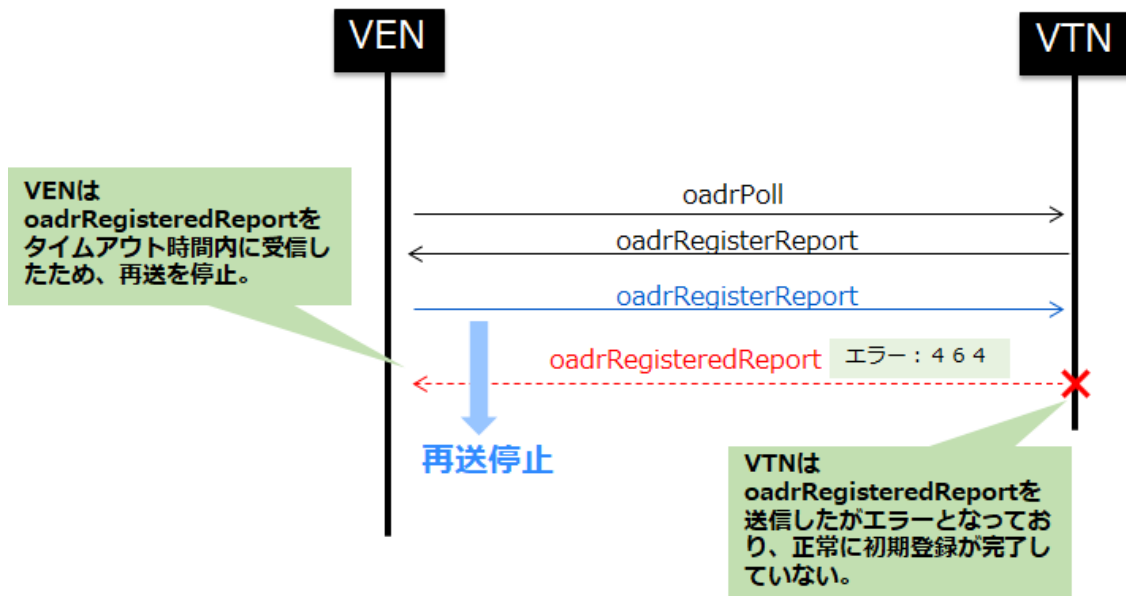 VEN
VTN
VENは
oadrRegisteredReportを
タイムアウト時間内に受信し
たため、再送を停止。
oadrPoll
oadrRegisterReport
oadrRegisterReport
oadrRegisteredReport
エラー：４６４
再送停止
VTNは
oadrRegisteredReportを
送信したがエラーとなってお
り、正常に初期登録が完了し
ていない。